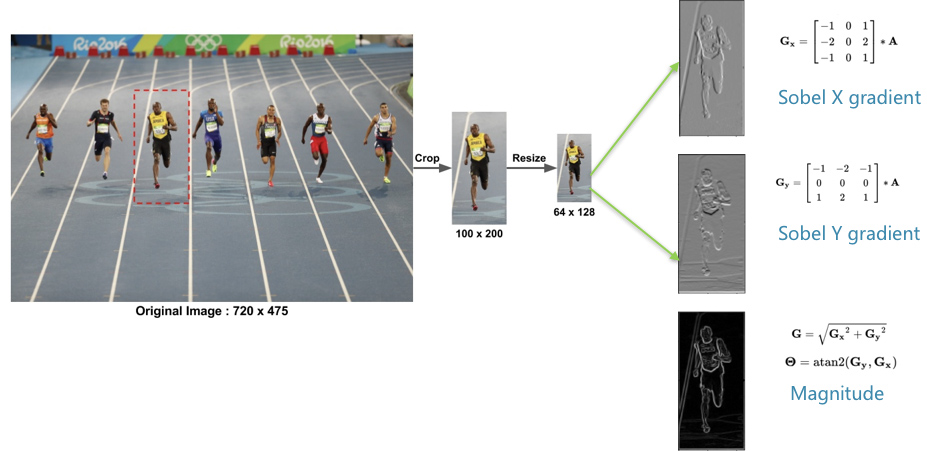 Rio2016
Rio2016
Crop
Resize
100 x 200
64 x 128
Original Image : 720 x 475
Gx = [ −1 0 1
−2 0 2
−1 0 1 ] ∗ A
Sobel X gradient
Gy = [ −1 −2 −1
0 0 0
1 2 1 ] ∗ A
Sobel Y gradient
G = √(Gx² + Gy²)
Θ = atan2(Gy, Gx)
Magnitude